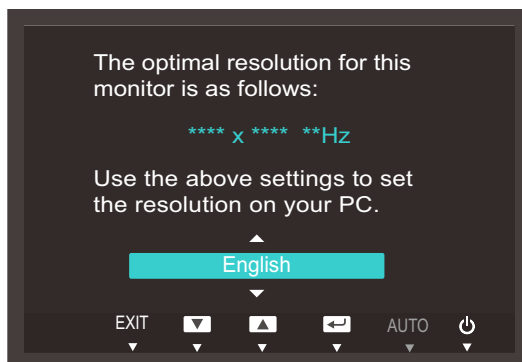 The optimal resolution for this
monitor is as follows:
**** x **** **Hz
Use the above settings to set
the resolution on your PC.
English
EXIT AUTO